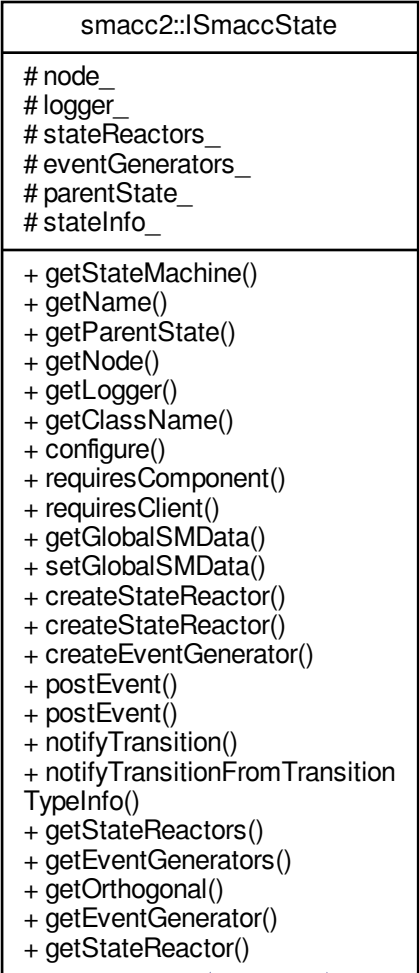 smacc2::ISmaccState
# node_
# logger_
# stateReactors_
# eventGenerators_
# parentState_
# stateInfo_
+ getStateMachine()
+ getName()
+ getParentState()
+ getNode()
+ getLogger()
+ getClassName()
+ configure()
+ requiresComponent()
+ requiresClient()
+ getGlobalSMData()
+ setGlobalSMData()
+ createStateReactor()
+ createStateReactor()
+ createEventGenerator()
+ postEvent()
+ postEvent()
+ notifyTransition()
+ notifyTransitionFromTransition
TypeInfo()
+ getStateReactors()
+ getEventGenerators()
+ getOrthogonal()
+ getEventGenerator()
+ getStateReactor()